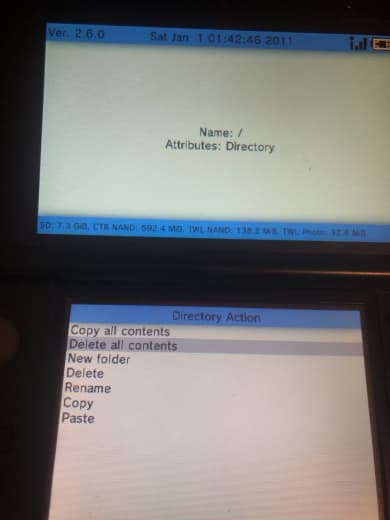 Ver. 2.6.0 Sat Jan 1 01:42:46 2011
Name: /
Attributes: Directory
SD: 7.3 GiB, CTR NAND: 592.4 MiB, TWL NAND: 138.2 MiB, TWL Photo: 32.6 MiB
Directory Action
Copy all contents
Delete all contents
New folder
Delete
Rename
Copy
Paste